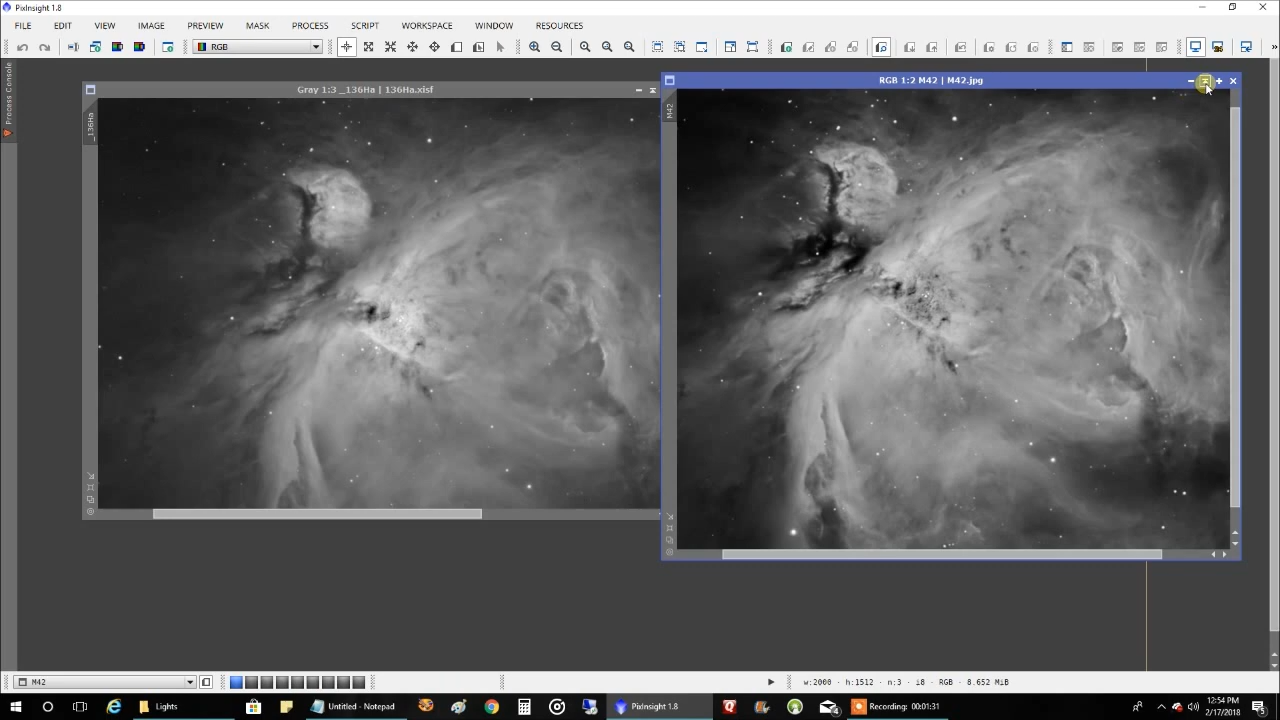 PixInsight 1.8
FILE EDIT VIEW IMAGE PREVIEW MASK PROCESS SCRIPT WORKSPACE WINDOW RESOURCES
RGB
Process Console
Gray 1:3 _136Ha | 136Ha.xisf
_136Ha
RGB 1:2 M42 | M42.jpg
M42
M42
w:2000 · h:1512 · n:3 · i8 · RGB · 8.652 MiB
Lights
Untitled - Notepad
PixInsight 1.8
Recording: 00:01:31
12:54 PM
2/17/2018